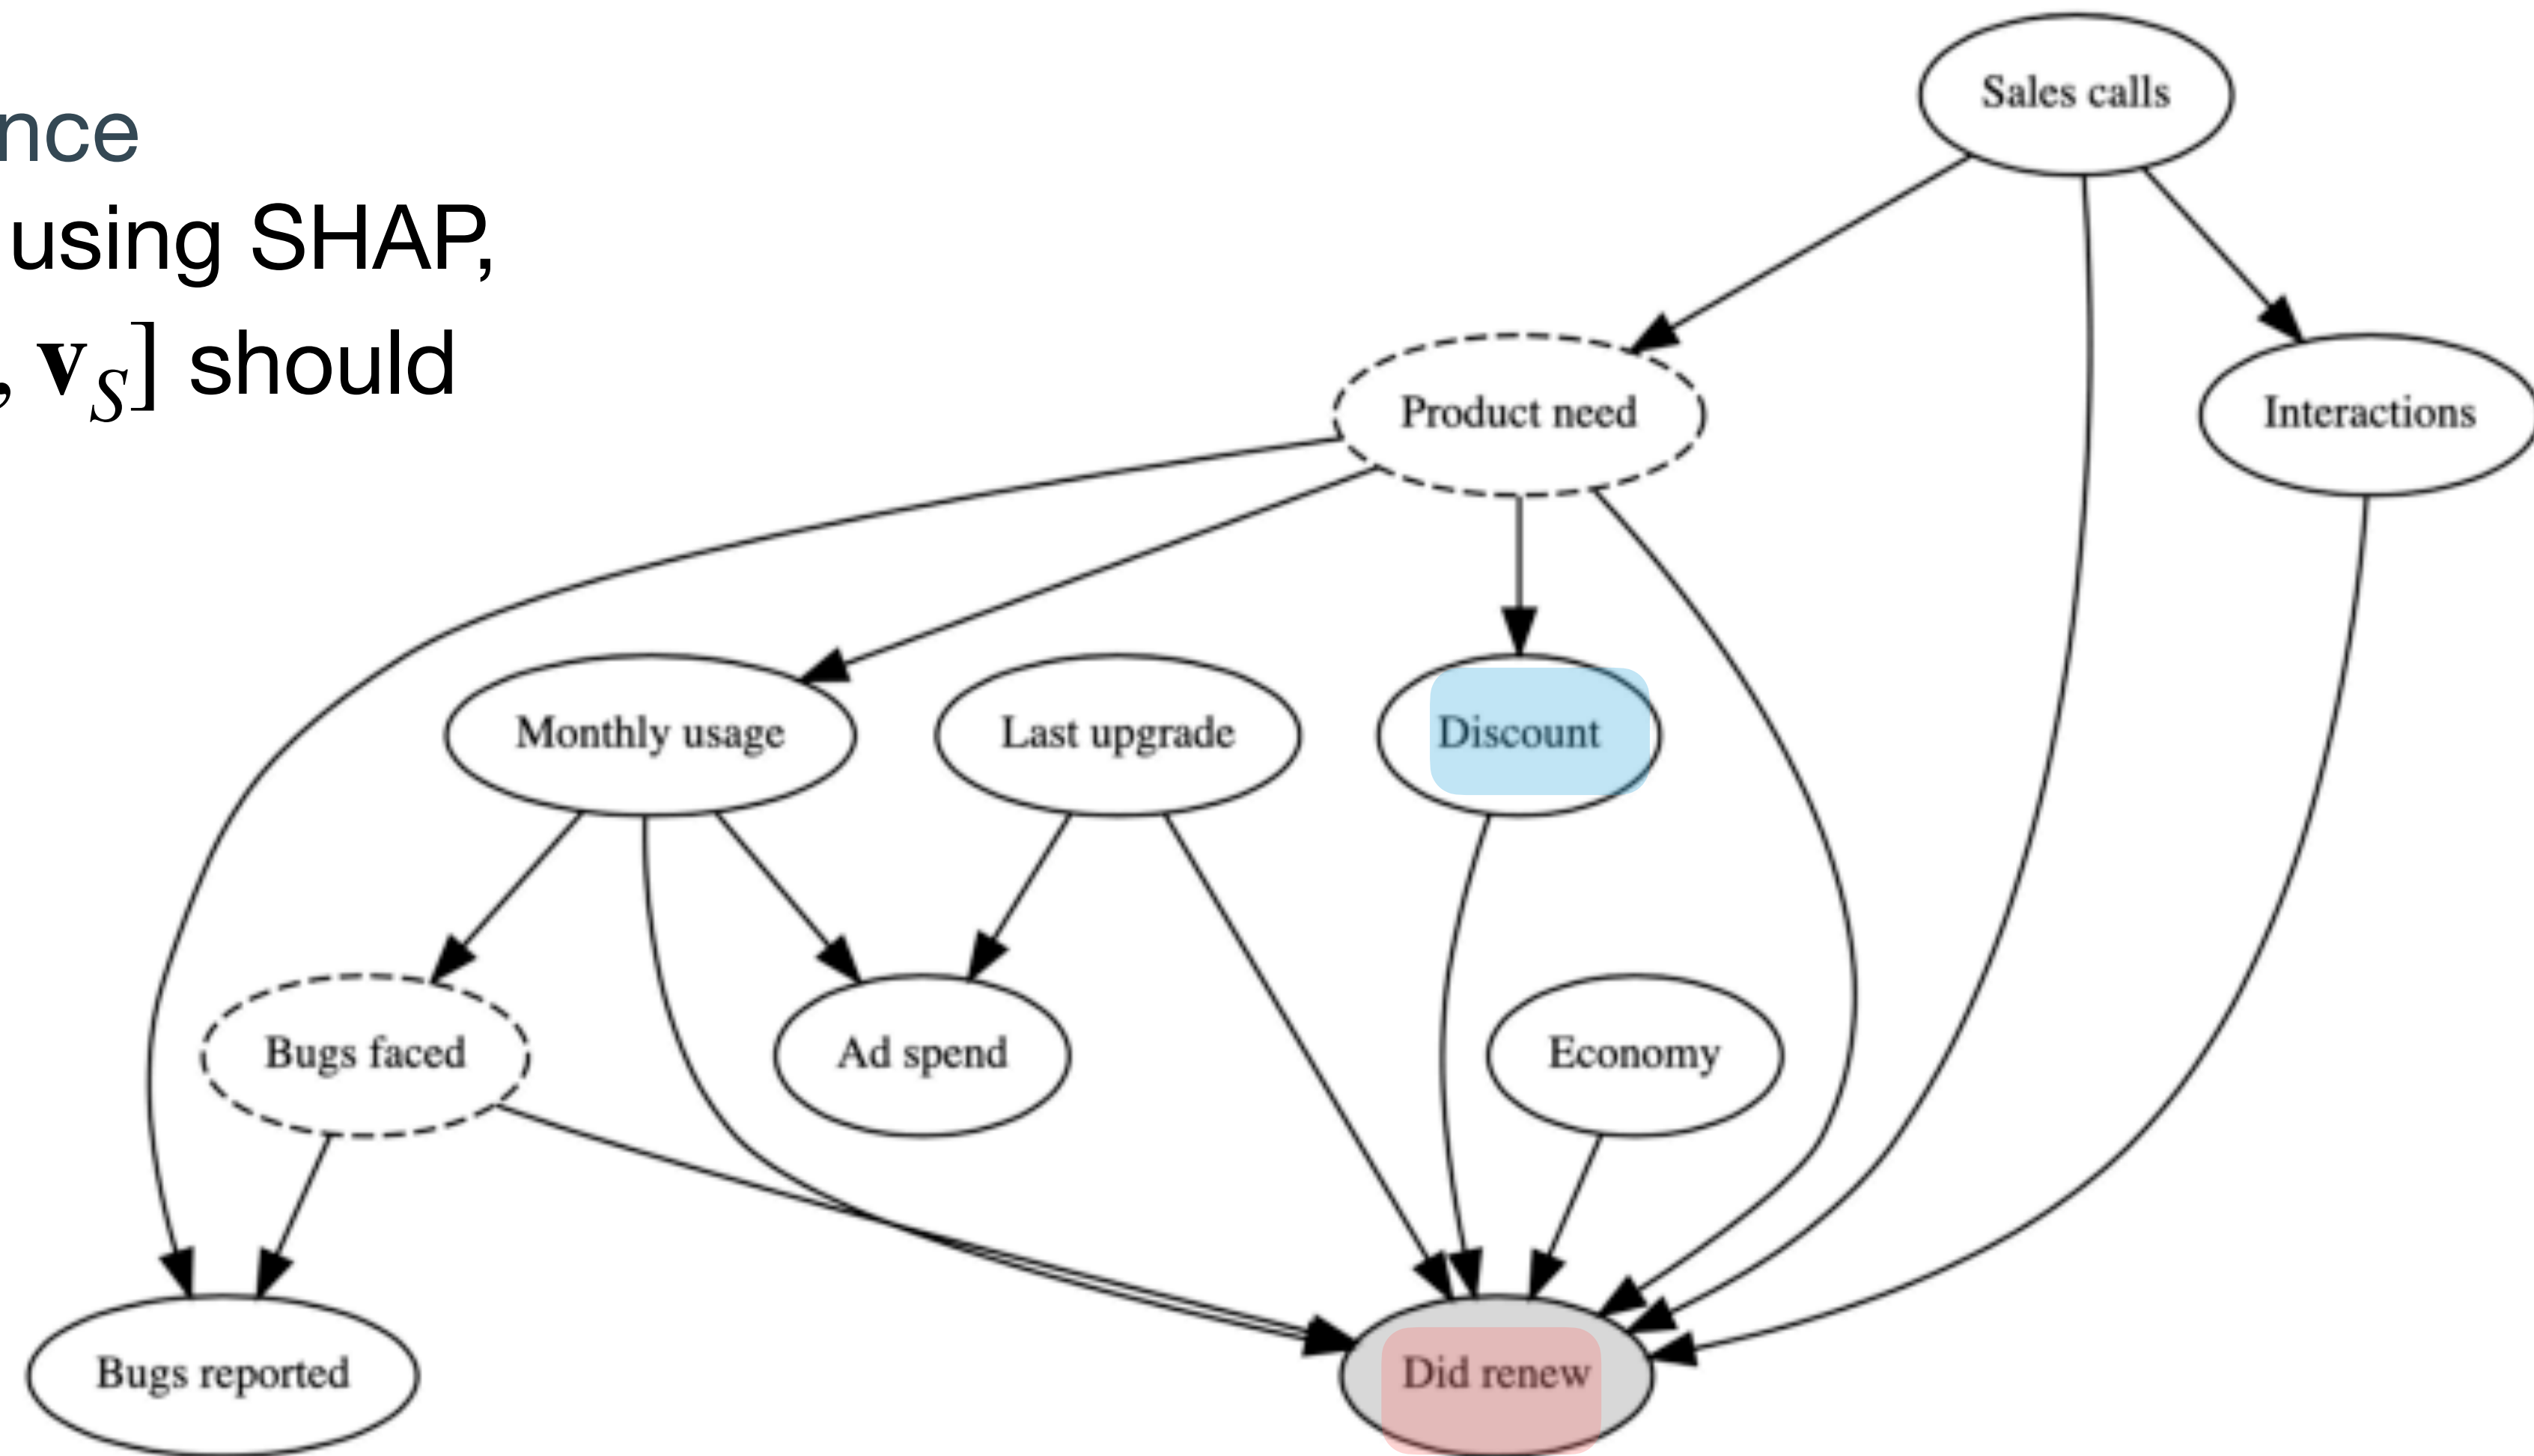 nce
using SHAP,
, v_S] should
Sales calls
Product need
Interactions
Monthly usage
Last upgrade
Discount
Bugs faced
Ad spend
Economy
Bugs reported
Did renew